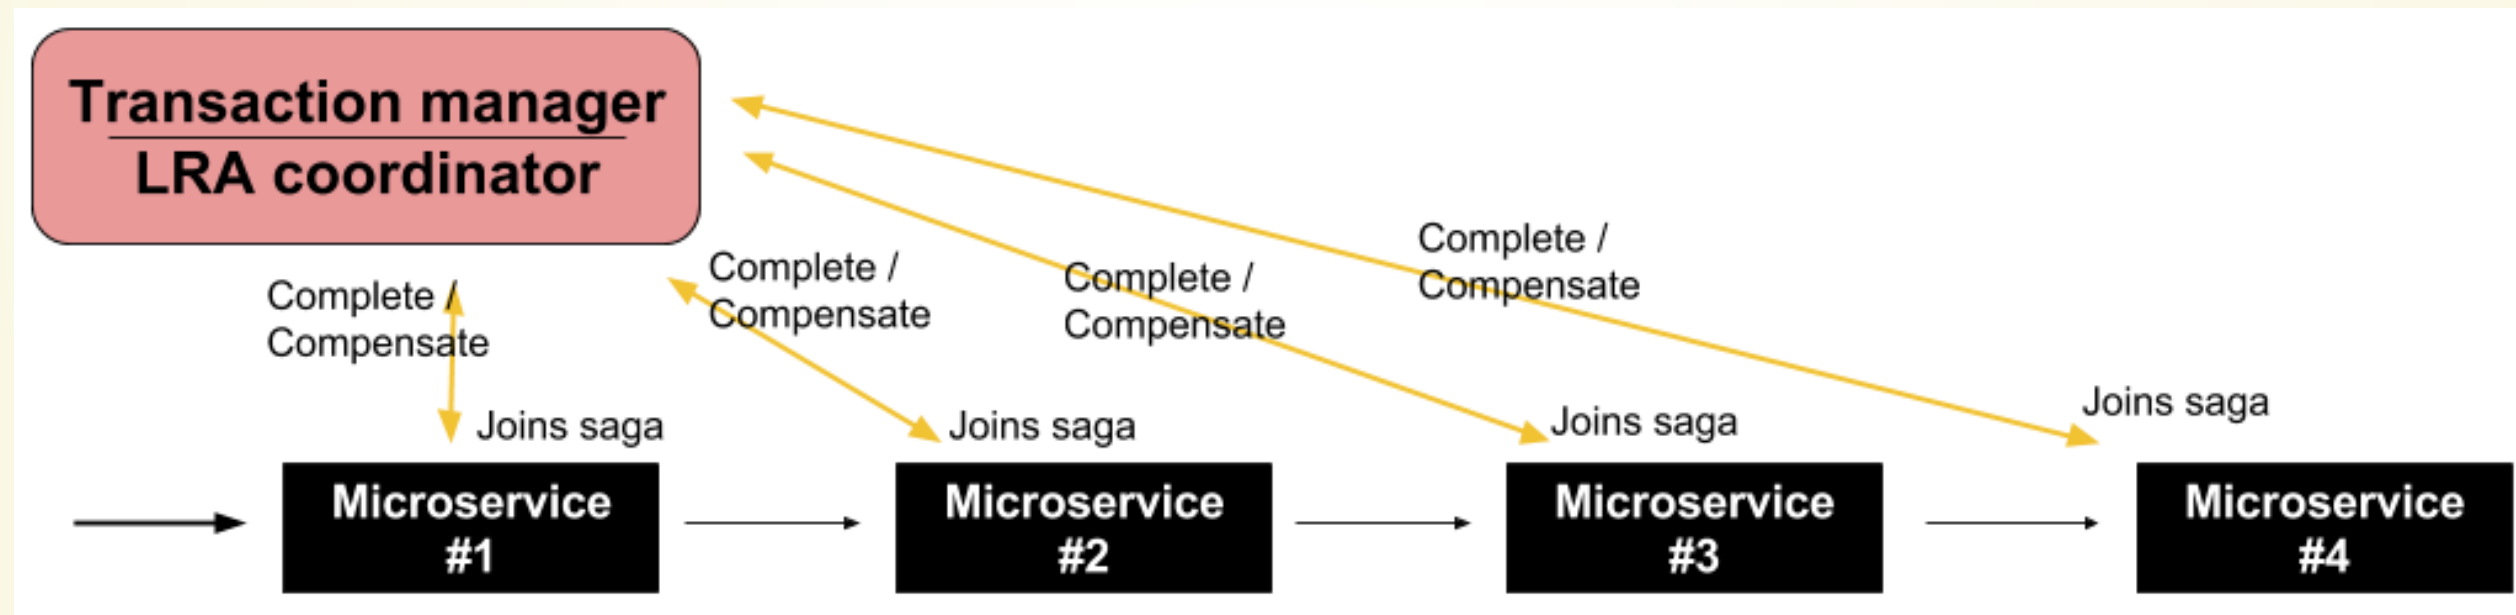 Transaction manager
LRA coordinator
Complete /
Compensate
Complete /
Compensate
Complete /
Compensate
Complete /
Compensate
Joins saga
Joins saga
Joins saga
Joins saga
Microservice
#1
Microservice
#2
Microservice
#3
Microservice
#4